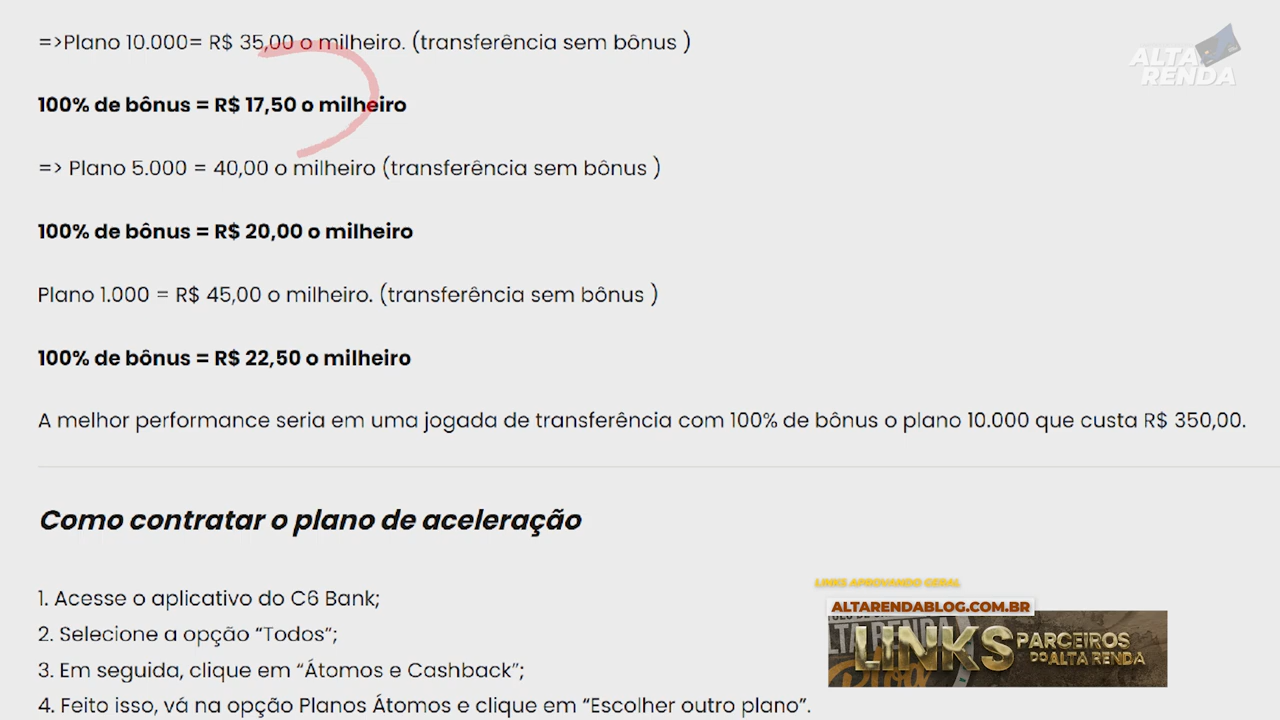 =>Plano 10.000= R$ 35,00 o milheiro. (transferência sem bônus )
ALTA
RENDA
100% de bônus = R$ 17,50 o milheiro
=> Plano 5.000 = 40,00 o milheiro (transferência sem bônus )
100% de bônus = R$ 20,00 o milheiro
Plano 1.000 = R$ 45,00 o milheiro. (transferência sem bônus )
100% de bônus = R$ 22,50 o milheiro
A melhor performance seria em uma jogada de transferência com 100% de bônus o plano 10.000 que custa R$ 350,00.
Como contratar o plano de aceleração
1. Acesse o aplicativo do C6 Bank;
2. Selecione a opção “Todos”;
3. Em seguida, clique em “Átomos e Cashback”;
4. Feito isso, vá na opção Planos Átomos e clique em “Escolher outro plano”.
LINKS APROVANDO GERAL
ALTARENDABLOG.COM.BR
LINKS PARCEIROS
DO ALTA RENDA